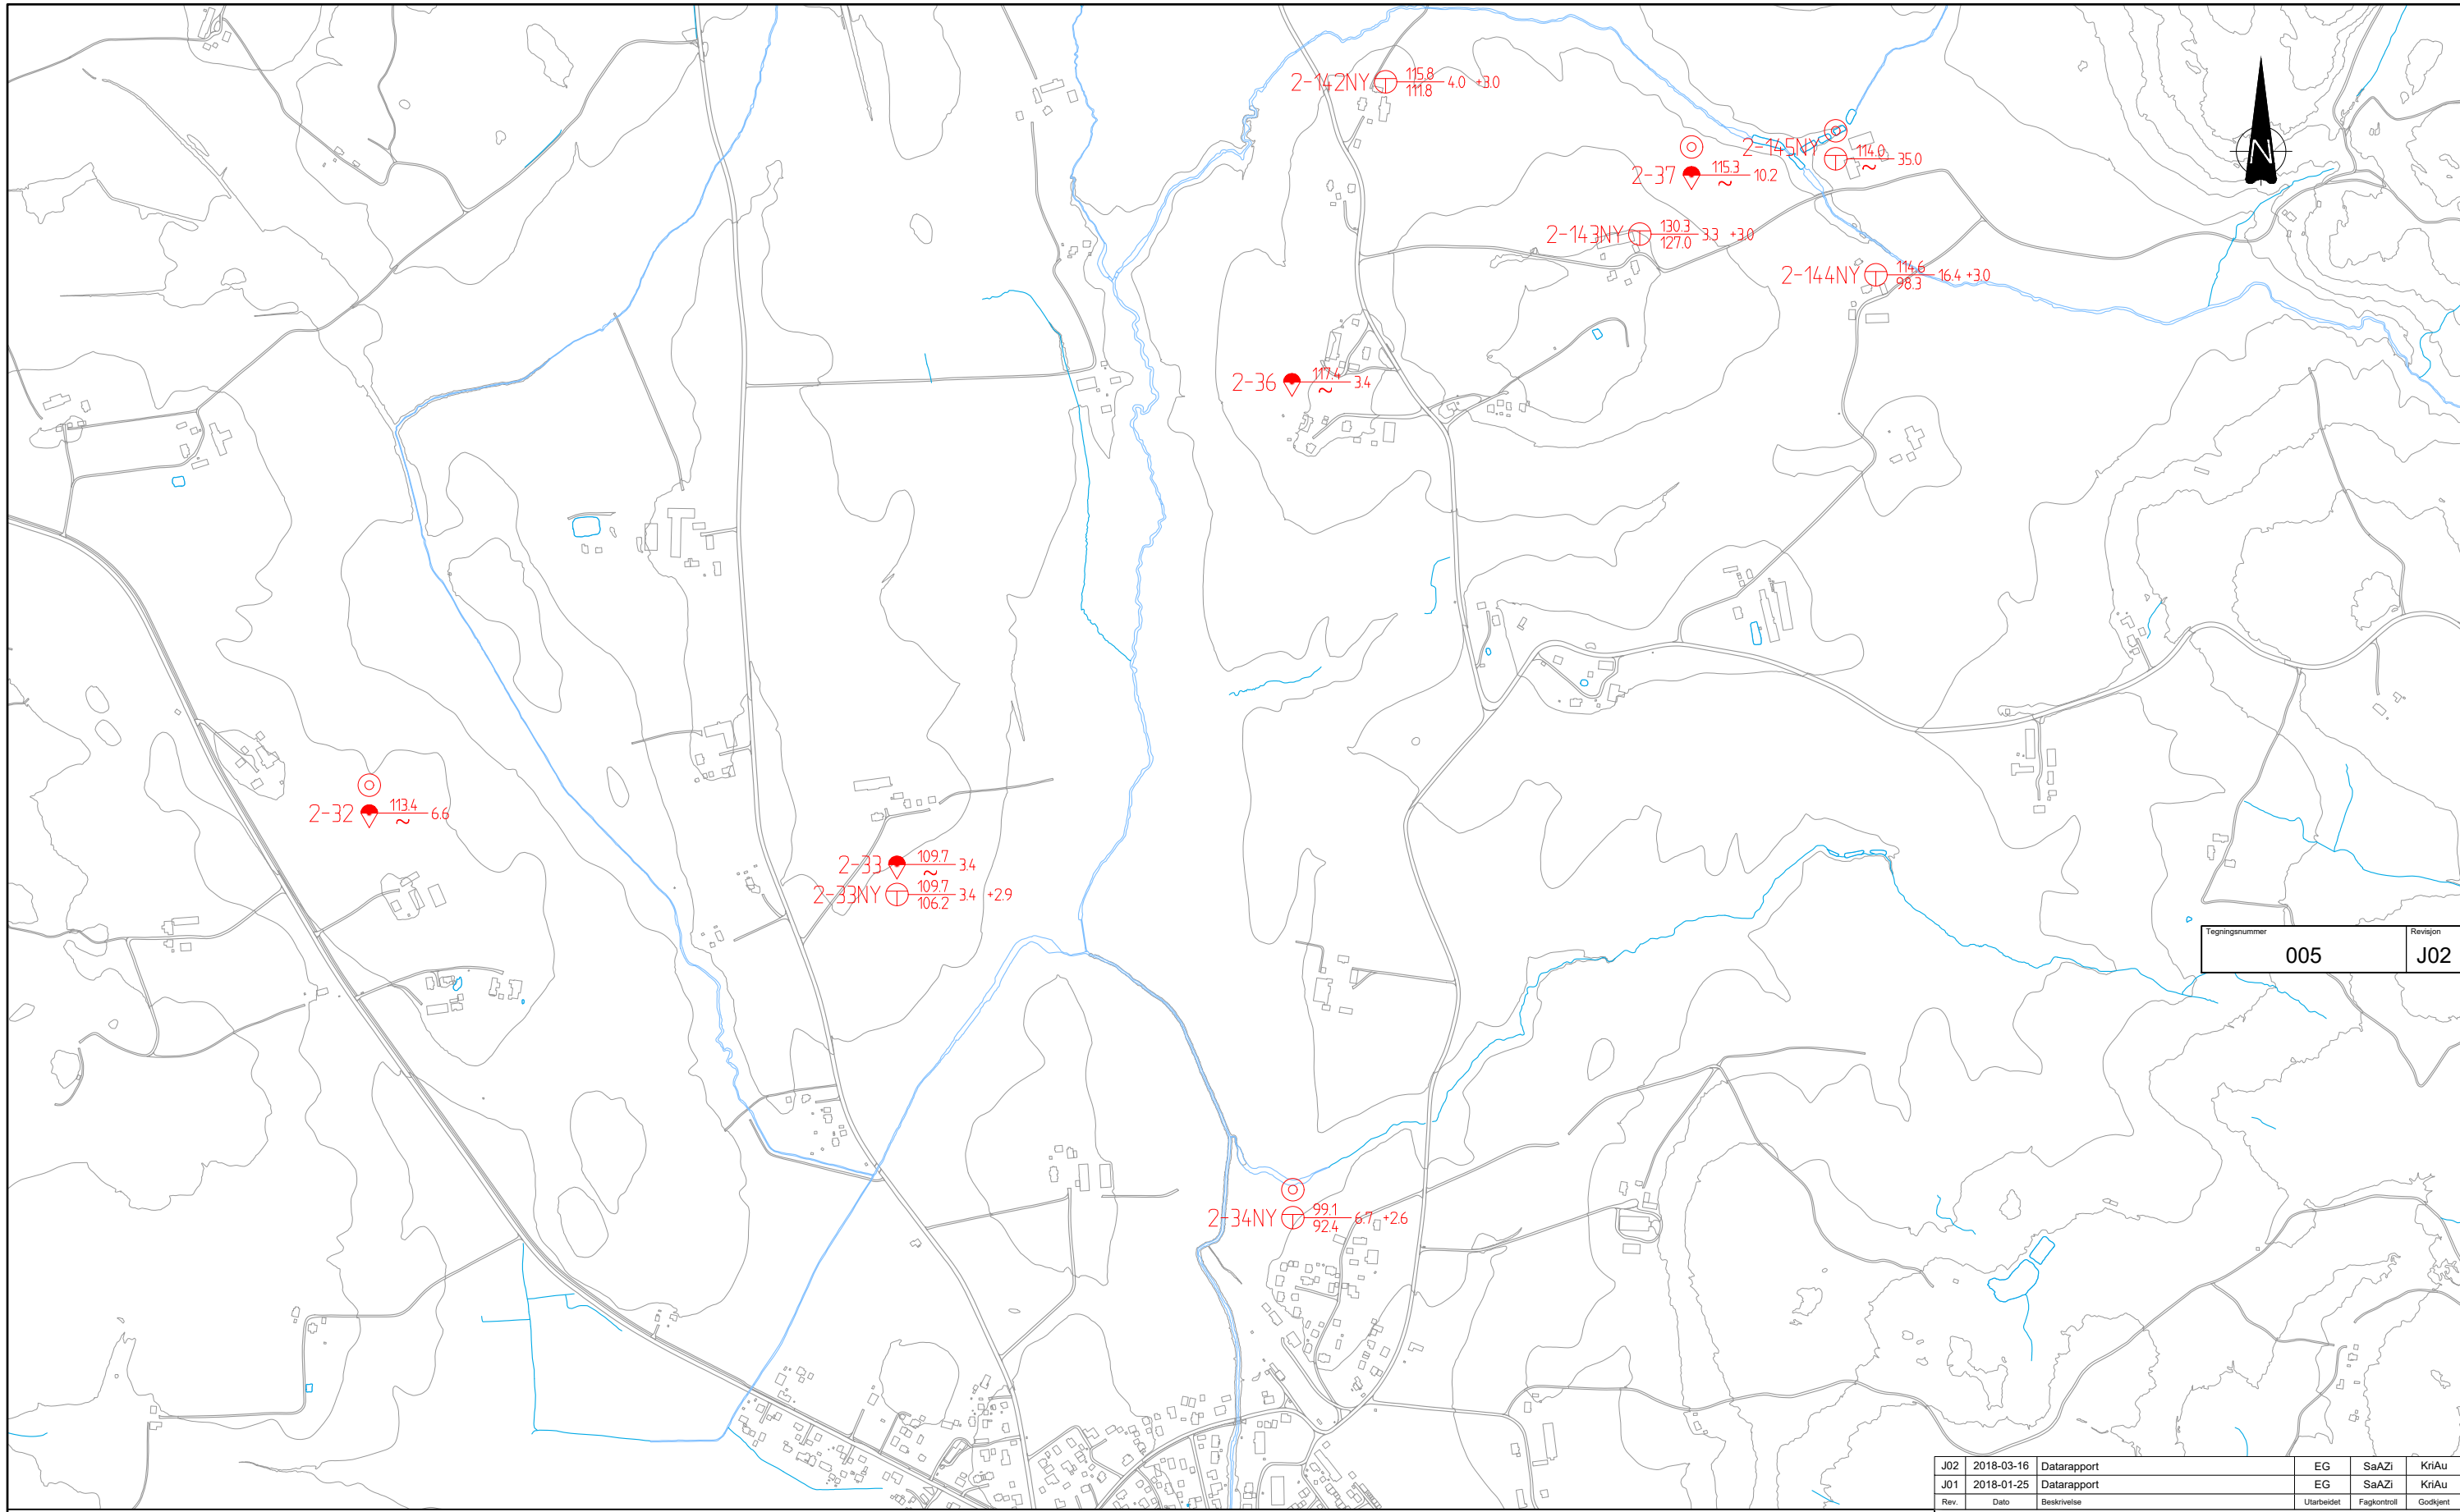 2-142NY 115.8 4.0 +3.0
111.8
N
2-145NY 114.0 35.0
~
2-37 115.3 10.2
~
2-143NY 130.3 3.3 +3.0
127.0
2-144NY 114.6 16.4 +3.0
98.3
2-36 117.4 3.4
~
2-32 113.4 6.6
~
2-33 109.7 3.4
~
2-33NY 109.7 3.4 +2.9
106.2
Tegningsnummer Revisjon
005 J02
2-34NY 99.1 6.7 +2.6
92.4
J02 2018-03-16 Datarapport EG SaAZi KriAu
J01 2018-01-25 Datarapport EG SaAZi KriAu
Rev. Dato Beskrivelse Utarbeidet Fagkontroll Godkjent